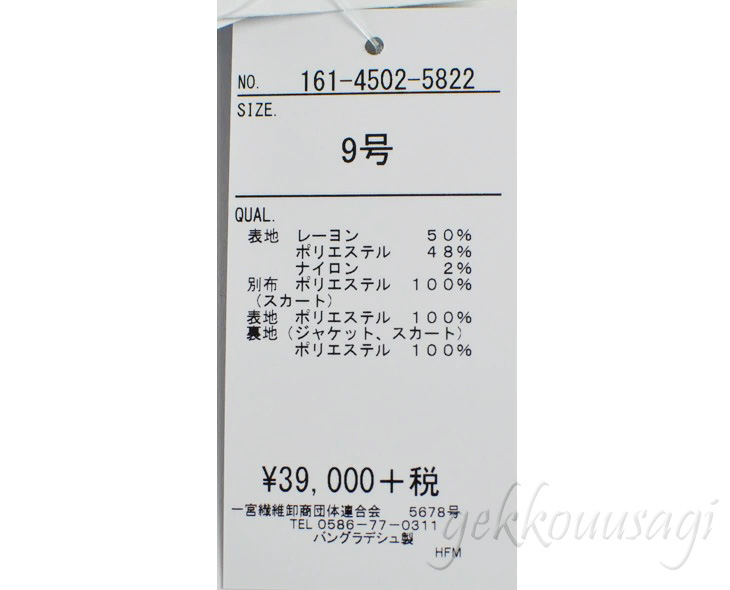 NO. 161-4502-5822
SIZE.
9号
QUAL.
表地 レーヨン 50%
ポリエステル 48%
ナイロン 2%
別布 ポリエステル 100%
(スカート)
表地 ポリエステル 100%
裏地(ジャケット、スカート)
ポリエステル 100%
¥39,000+税
一宮繊維卸商団体連合会 5678号
TEL 0586-77-0311
バングラデシュ製
HFM
gekkouusagi